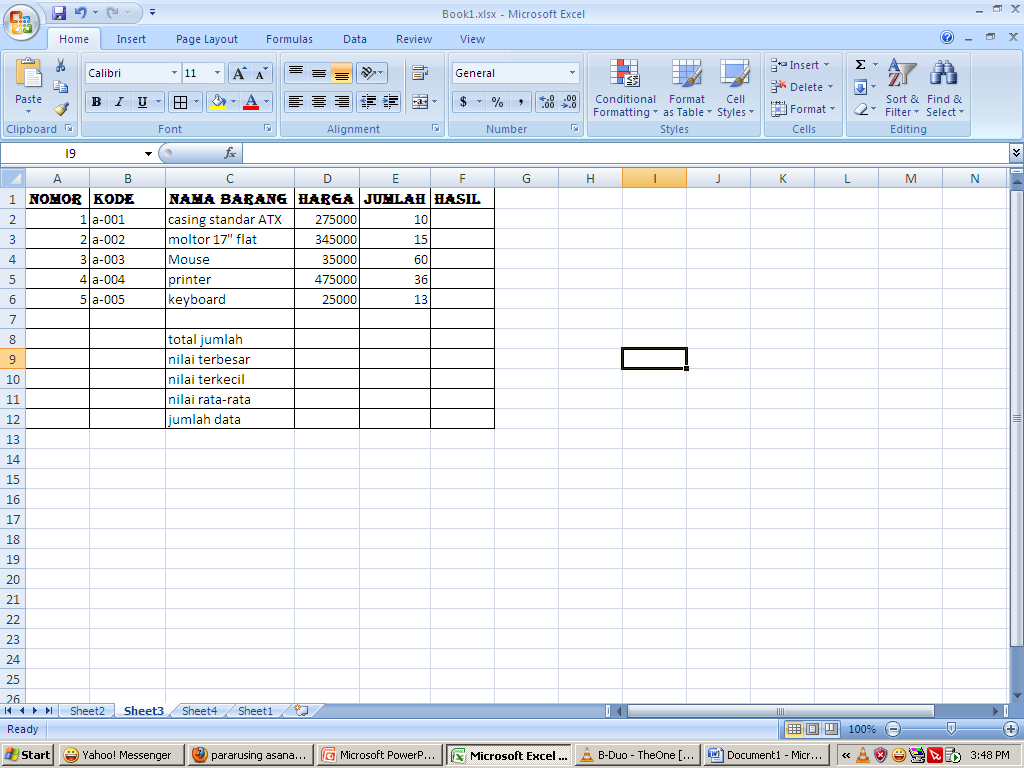 Book1.xlsx - Microsoft Excel
Home Insert Page Layout Formulas Data Review View
Paste Calibri 11 General Conditional Formatting Format as Table Cell Styles Insert Delete Format Σ Sort & Filter Find & Select
B I U $ % ,
Clipboard Font Alignment Number Styles Cells Editing
I9 fx
A B C D E F G H I J K L M N
1 NOMOR KODE NAMA BARANG HARGA JUMLAH HASIL
2 1 a-001 casing standar ATX 275000 10
3 2 a-002 moltor 17" flat 345000 15
4 3 a-003 Mouse 35000 60
5 4 a-004 printer 475000 36
6 5 a-005 keyboard 25000 13
7
8 total jumlah
9 nilai terbesar
10 nilai terkecil
11 nilai rata-rata
12 jumlah data
13
14
15
16
17
18
19
20
21
22
23
24
25
26
Sheet2 Sheet3 Sheet4 Sheet1
Ready 100%
Start Yahoo! Messenger pararusing asana... Microsoft PowerP... Microsoft Excel ... B-Duo - TheOne [... Document1 - Micr... 3:48 PM